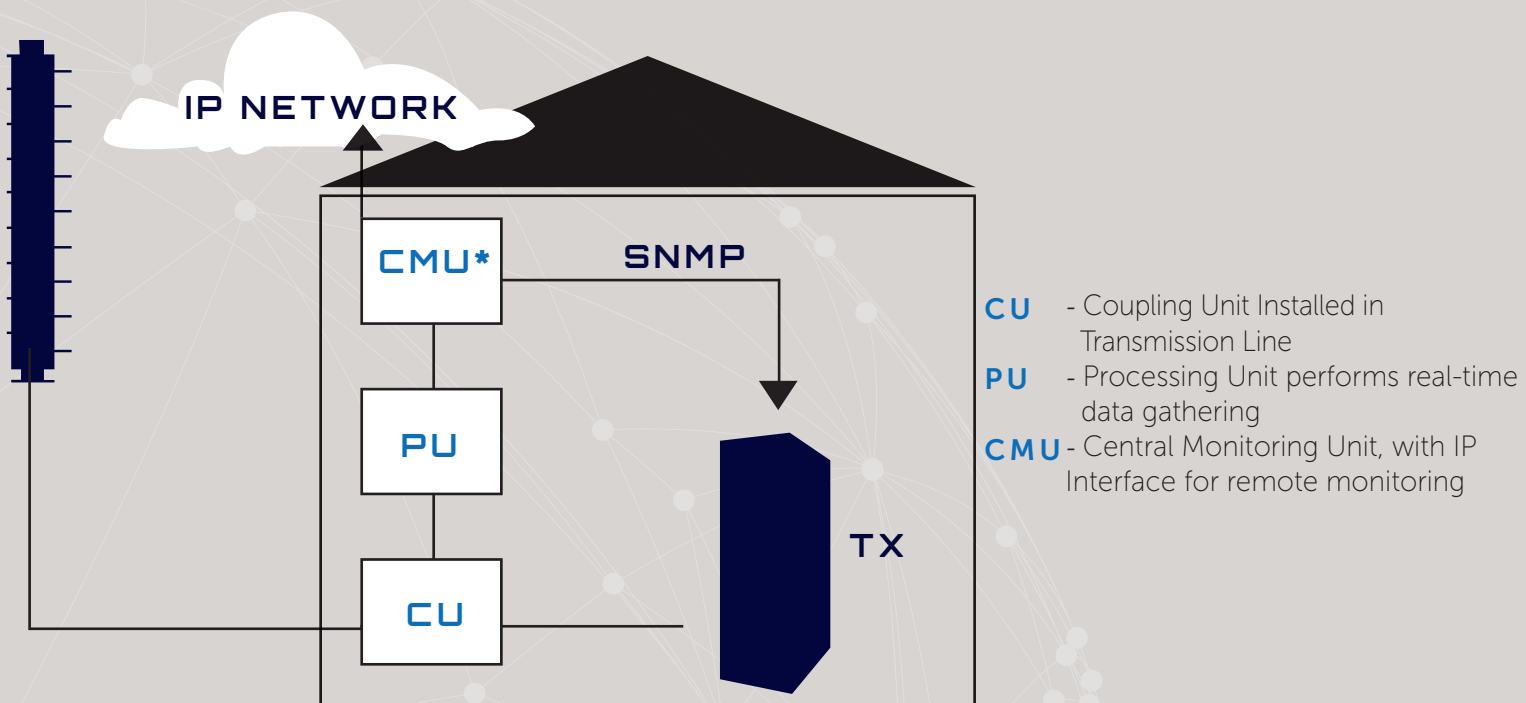 IP NETWORK
CMU*
SNMP
PU
CU
TX
CU - Coupling Unit Installed in
Transmission Line
PU - Processing Unit performs real-time
data gathering
CMU - Central Monitoring Unit, with IP
Interface for remote monitoring